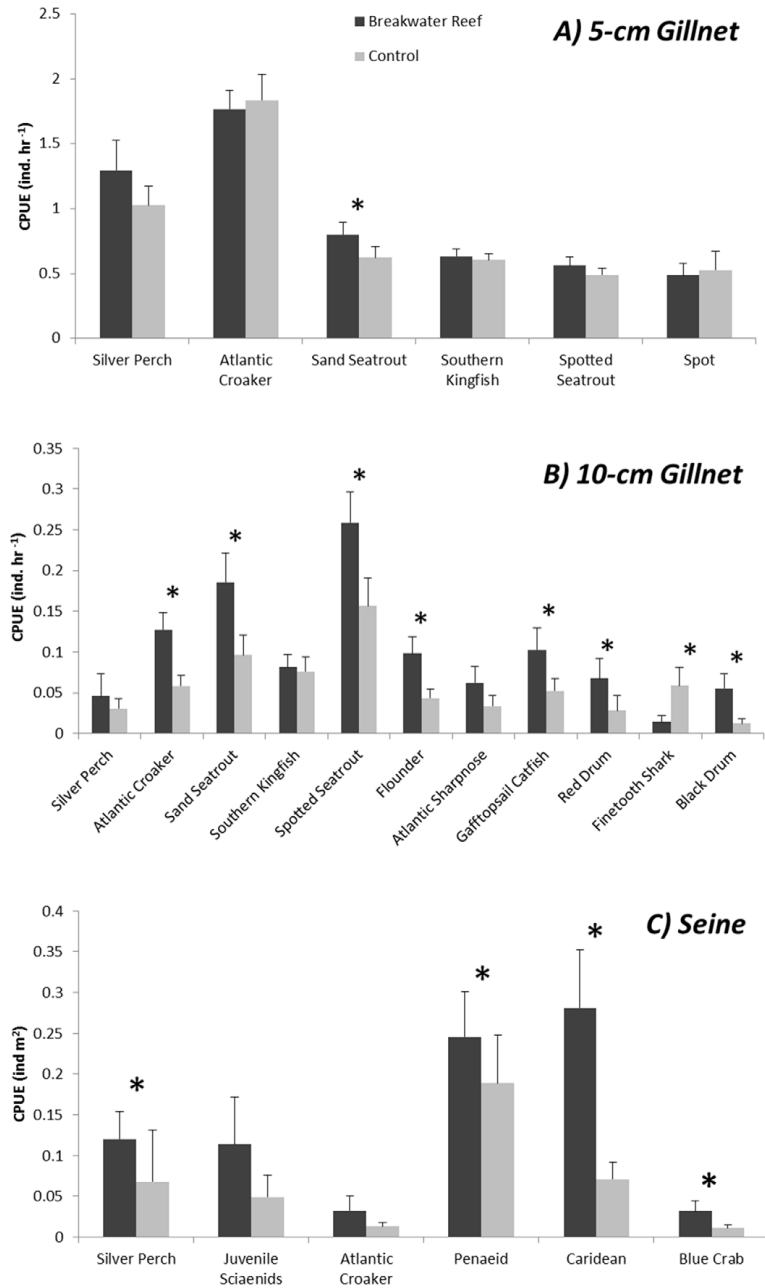 Breakwater Reef
Control
A) 5-cm Gillnet
CPUE (ind. hr -1)
2.5
2
1.5
1
0.5
0
Silver Perch
Atlantic Croaker
Sand Seatrout
Southern Kingfish
Spotted Seatrout
Spot
*
B) 10-cm Gillnet
CPUE (ind. hr -1)
0.35
0.3
0.25
0.2
0.15
0.1
0.05
0
* * * * * * * *
Silver Perch
Atlantic Croaker
Sand Seatrout
Southern Kingfish
Spotted Seatrout
Flounder
Atlantic Sharpnose
Gafftopsail Catfish
Red Drum
Finetooth Shark
Black Drum
C) Seine
CPUE (ind m²)
0.4
0.35
0.3
0.25
0.2
0.15
0.1
0.05
0
* * * *
Silver Perch
Juvenile Sciaenids
Atlantic Croaker
Penaeid
Caridean
Blue Crab